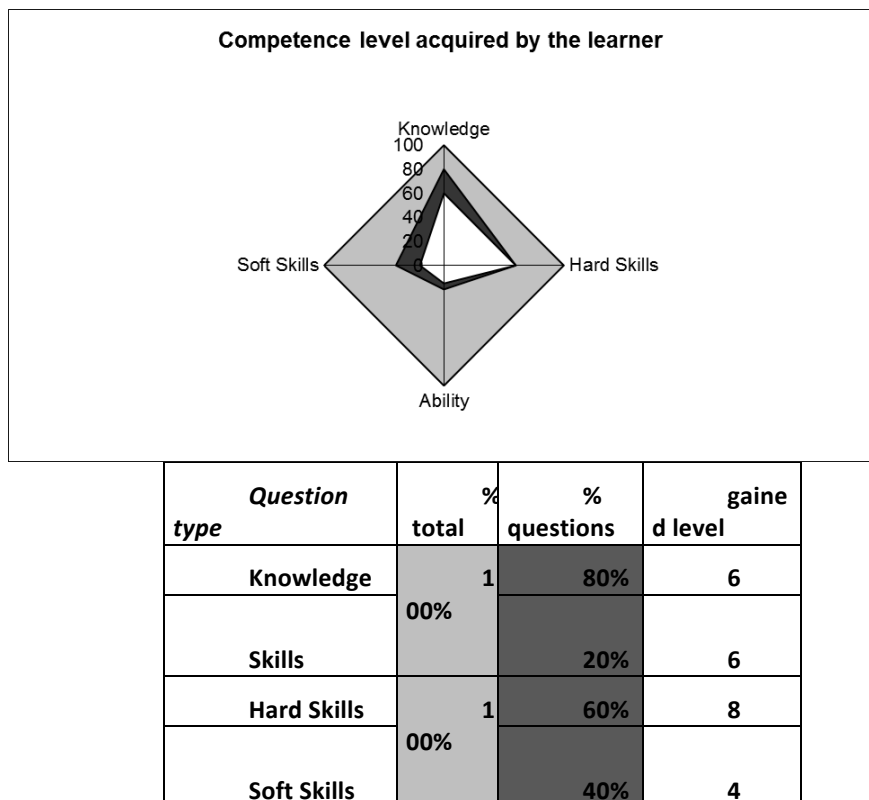 Competence level acquired by the learner
Knowledge
100
80
60
40
20
0
Soft Skills
Hard Skills
Ability
Question type % total % questions gaine d level
Knowledge 1 00% 80% 6
Skills 20% 6
Hard Skills 1 00% 60% 8
Soft Skills 40% 4